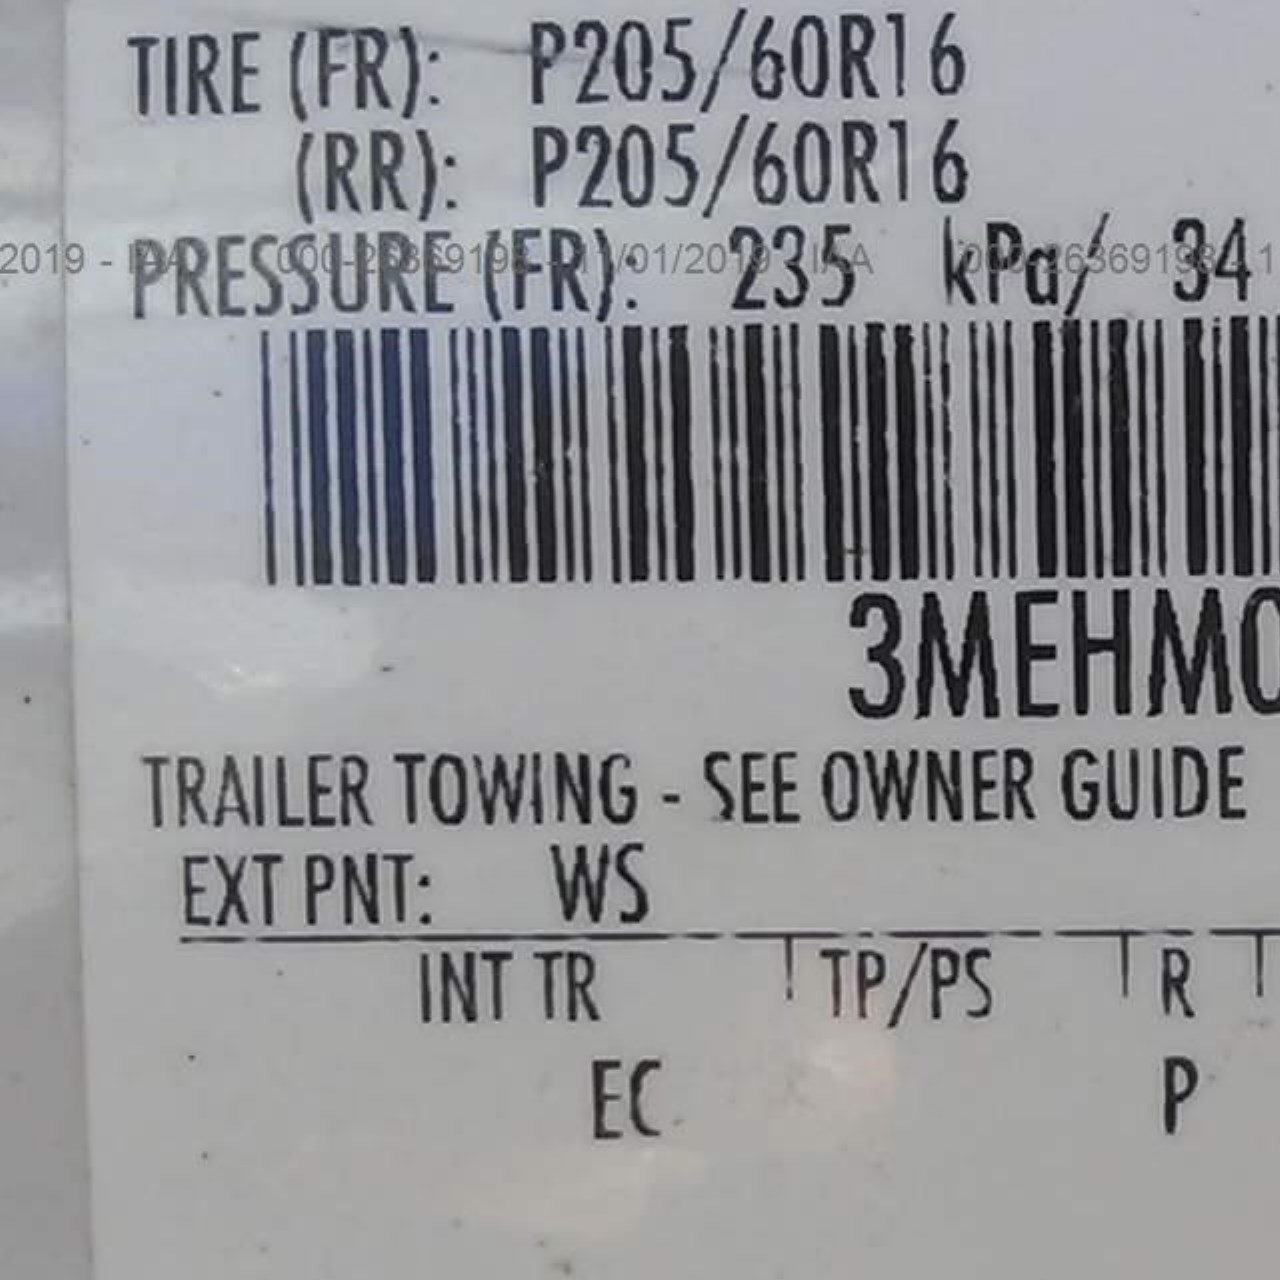 TIRE (FR): P205/60R16
(RR): P205/60R16
PRESSURE (FR): 235 kPa/ 34
3MEHM0
TRAILER TOWING - SEE OWNER GUIDE
EXT PNT: WS
INT TR TP/PS R
EC P